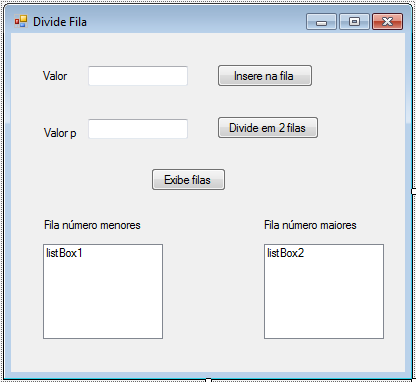 Divide Fila
Valor
Insere na fila
Valor p
Divide em 2 filas
Exibe filas
Fila número menores
Fila número maiores
listBox1
listBox2